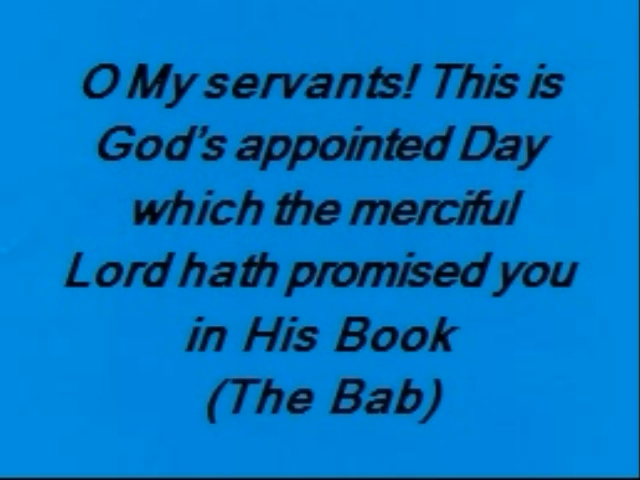 O My servants! This is
God's appointed Day
which the merciful
Lord hath promised you
in His Book
(The Bab)